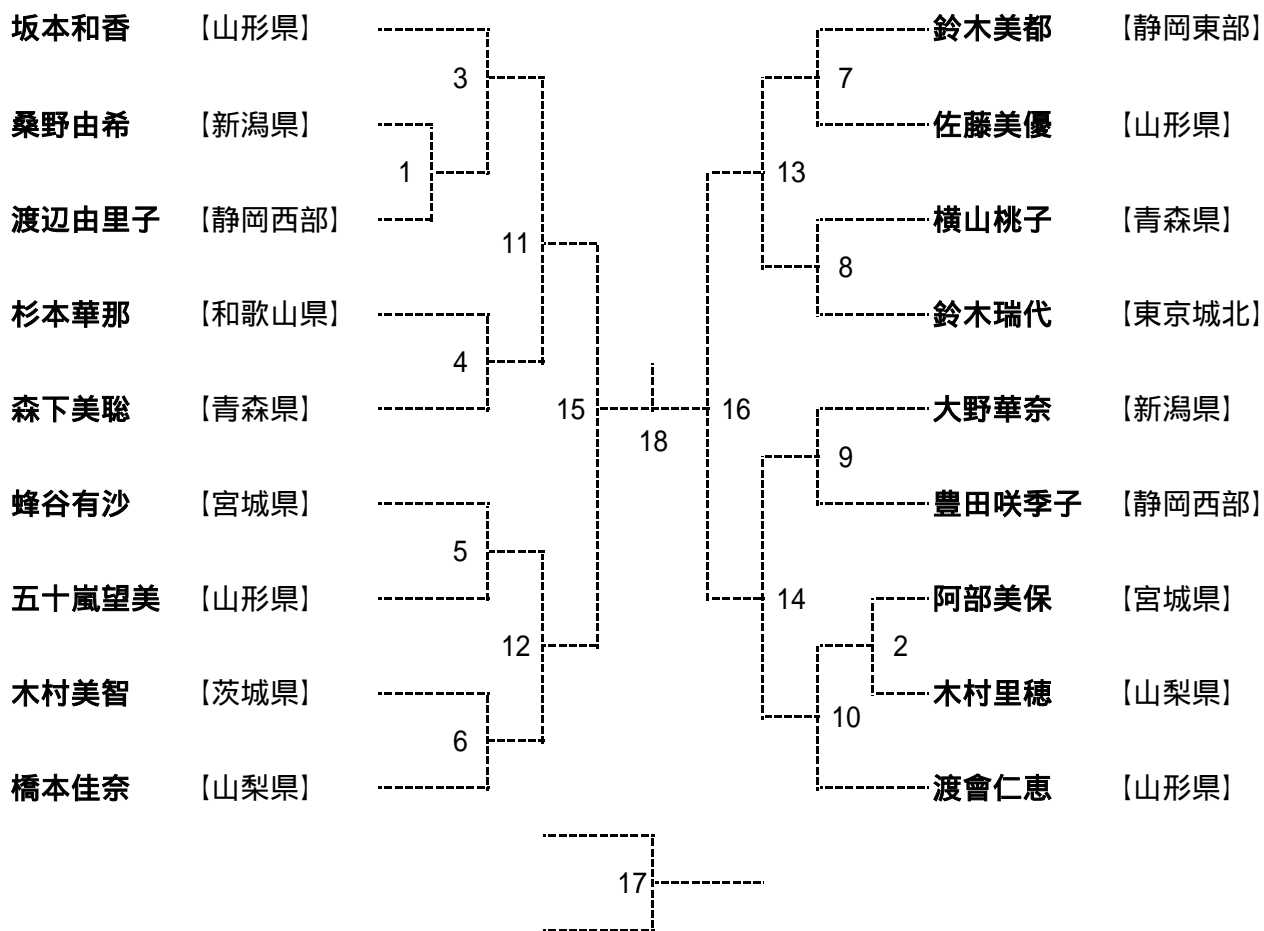 坂本和香 【山形県】
3
桑野由希 【新潟県】
1
渡辺由里子 【静岡西部】
11
杉本華那 【和歌山県】
4
森下美聡 【青森県】
15
蜂谷有沙 【宮城県】
5
五十嵐望美 【山形県】
12
木村美智 【茨城県】
6
橋本佳奈 【山梨県】
18
鈴木美都 【静岡東部】
7
佐藤美優 【山形県】
13
横山桃子 【青森県】
8
鈴木瑞代 【東京城北】
16
大野華奈 【新潟県】
9
豊田咲季子 【静岡西部】
14
阿部美保 【宮城県】
2
木村里穂 【山梨県】
10
渡會仁恵 【山形県】
17